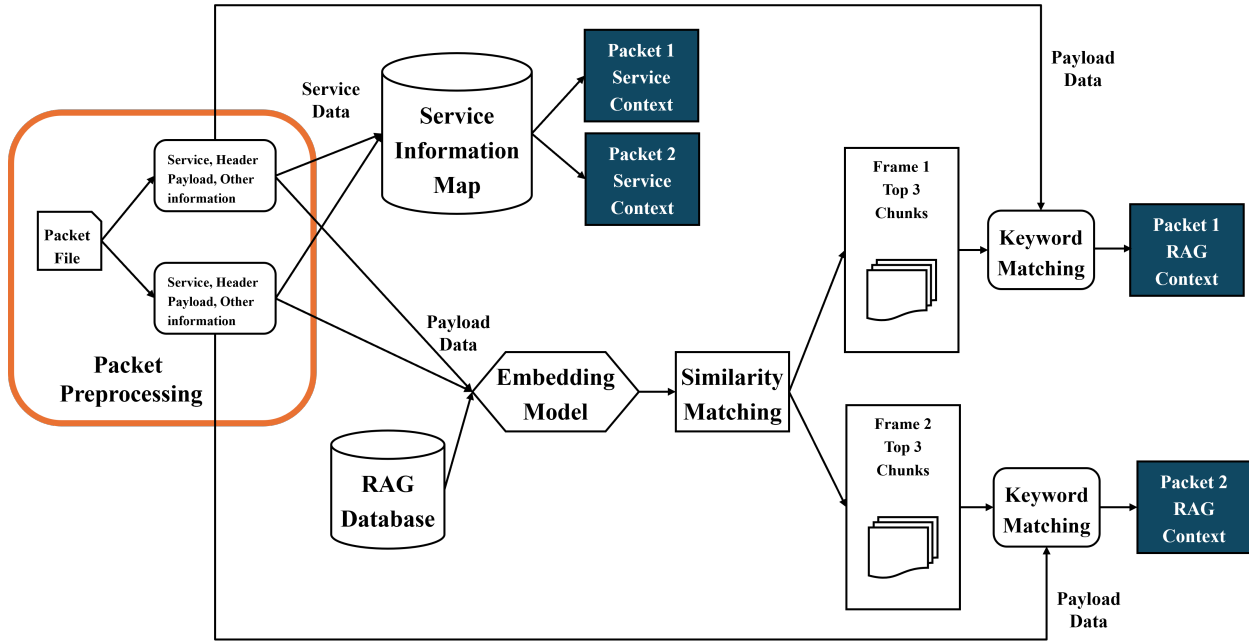 Service, Header
Payload, Other
information
Packet
File
Service, Header
Payload, Other
information
Packet
Preprocessing
Service
Data
Service
Information
Map
Packet 1
Service
Context
Packet 2
Service
Context
Payload
Data
RAG
Database
Embedding
Model
Similarity
Matching
Frame 1
Top 3
Chunks
Payload
Data
Keyword
Matching
Packet 1
RAG
Context
Frame 2
Top 3
Chunks
Keyword
Matching
Packet 2
RAG
Context
Payload
Data